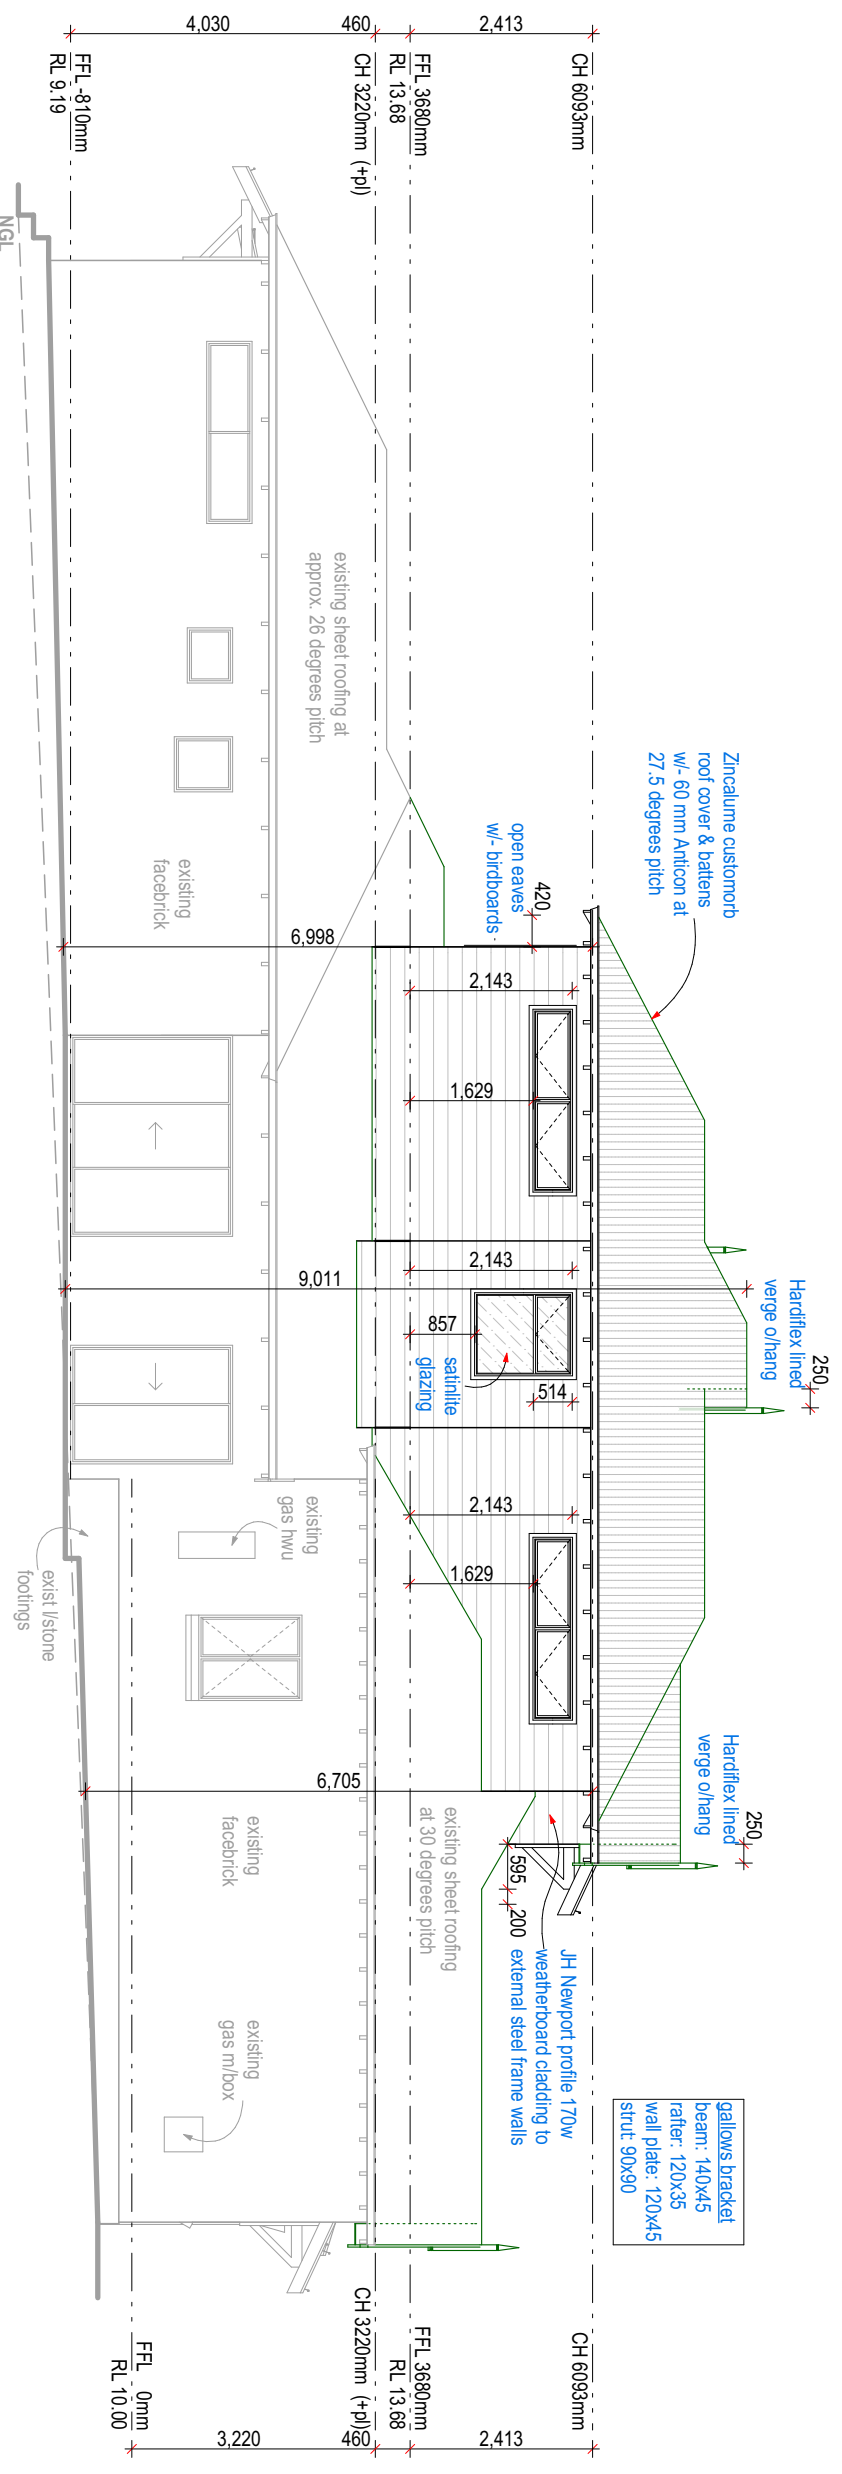 4,030
460
2,413
FFL -810mm
RL 9.19
CH 3220mm (+pl)
FFL 3680mm
RL 13.68
CH 6093mm
NGL
Zincalume customorb
roof cover & battens
w/- 60 mm Anticon at
27.5 degrees pitch
existing sheet roofing at
approx. 26 degrees pitch
open eaves
w/- birdboards
420
existing
facebrick
6,998
2,143
1,629
Hardiflex lined
verge o/hang
250
9,011
2,143
857
satinlite
glazing
514
existing
gas hwu
exist l/stone
footings
2,143
1,629
Hardiflex lined
verge o/hang
250
6,705
existing
facebrick
existing sheet roofing
at 30 degrees pitch
595
200
JH Newport profile 170w
weatherboard cladding to
external steel frame walls
existing
gas m/box
gallows bracket
beam: 140x45
rafter: 120x35
wall plate: 120x45
strut: 90x90
CH 6093mm
FFL 3680mm
RL 13.68
CH 3220mm (+pl)
FFL 0mm
RL 10.00
3,220
460
2,413